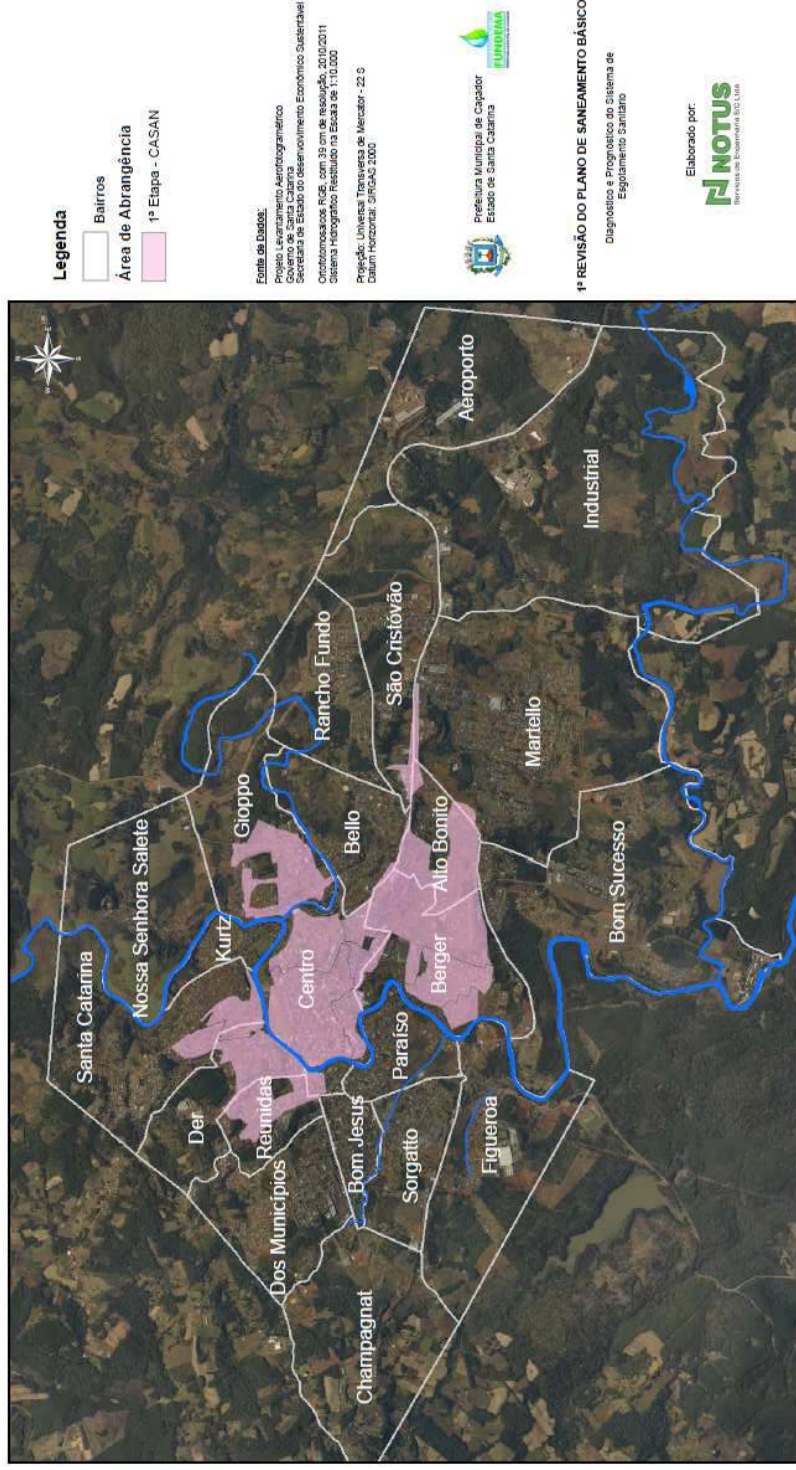 Santa Catarina
Nossa Senhora Salete
Der
Kurtz
Gioppo
Reunidas
Dos Municípios
Centro
Rancho Fundo
Bello
São Cristóvão
Aeroporto
Champagnat
Bom Jesus
Paraíso
Sorgatto
Berger
Alto Bonito
Martello
Industrial
Figueroa
Bom Sucesso
Legenda
Bairros
Área de Abrangência
1ª Etapa - CASAN
Fonte de Dados:
Projeto Levantamento Aerofotogramétrico
Governo de Santa Catarina
Secretaria de Estado do desenvolvimento Econômico Sustentável
Ortofotomosaicos RGB, com 39 cm de resolução, 2010/2011
Sistema Hidrográfico Restituído na Escala de 1:10.000
Projeção: Universal Transversa de Mercator - 22 S
Datum Horizontal: SIRGAS 2000
Prefeitura Municipal de Caçador
Estado de Santa Catarina
FUNDEMA
1ª REVISÃO DO PLANO DE SANEAMENTO BÁSICO
Diagnóstico e Prognóstico do Sistema de
Esgotamento Sanitário
Elaborado por:
NOTUS
Serviços de Engenharia S/C Ltda